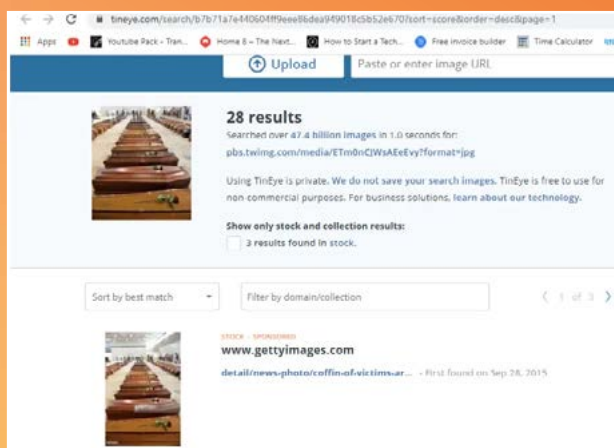 tineye.com/search/b7b71a7e440604ff9eee86dea949018c5b52e670?sort=score&order=desc&page=1
Apps Youtube Pack - Tran... Home 8 – The Next... How to Start a Tech... Free invoice builder Time Calculator
Upload Paste or enter image URL
28 results
Searched over 47.4 billion images in 1.0 seconds for:
pbs.twimg.com/media/ETm0nCJWsAEeEvy?format=jpg
Using TinEye is private. We do not save your search images. TinEye is free to use for
non-commercial purposes. For business solutions, learn about our technology.
Show only stock and collection results:
3 results found in stock.
Sort by best match Filter by domain/collection 1 of 3
STOCK - SPONSORED
www.gettyimages.com
detail/news-photo/coffin-of-victims-ar... - First found on Sep 28, 2015